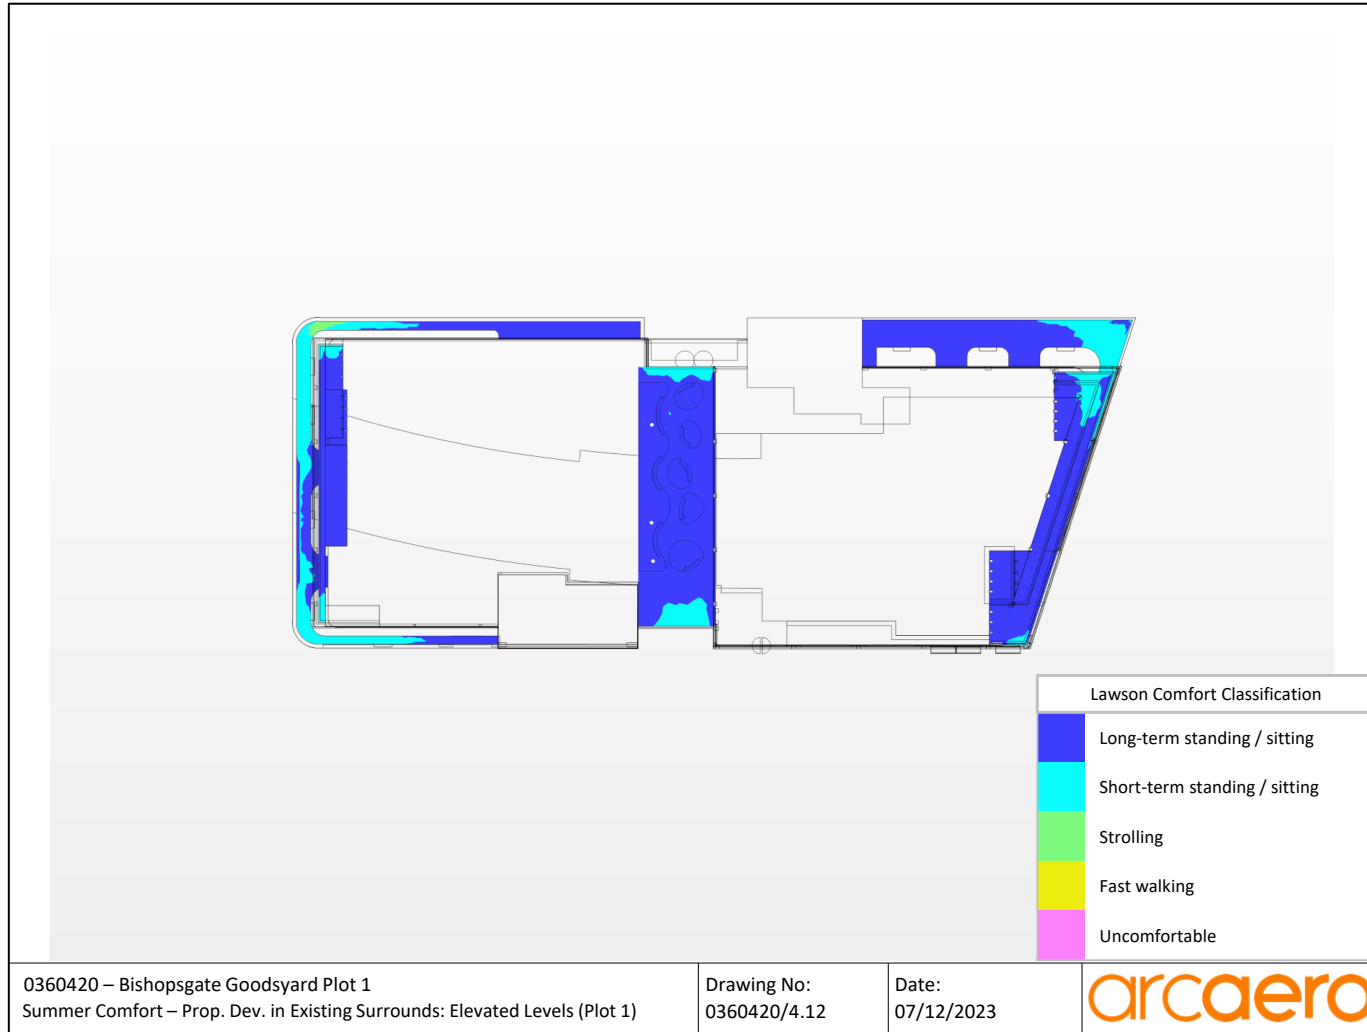 Lawson Comfort Classification
Long-term standing / sitting
Short-term standing / sitting
Strolling
Fast walking
Uncomfortable
0360420 – Bishopsgate Goodsyard Plot 1
Summer Comfort – Prop. Dev. in Existing Surrounds: Elevated Levels (Plot 1)
Drawing No:
0360420/4.12
Date:
07/12/2023
arcaero